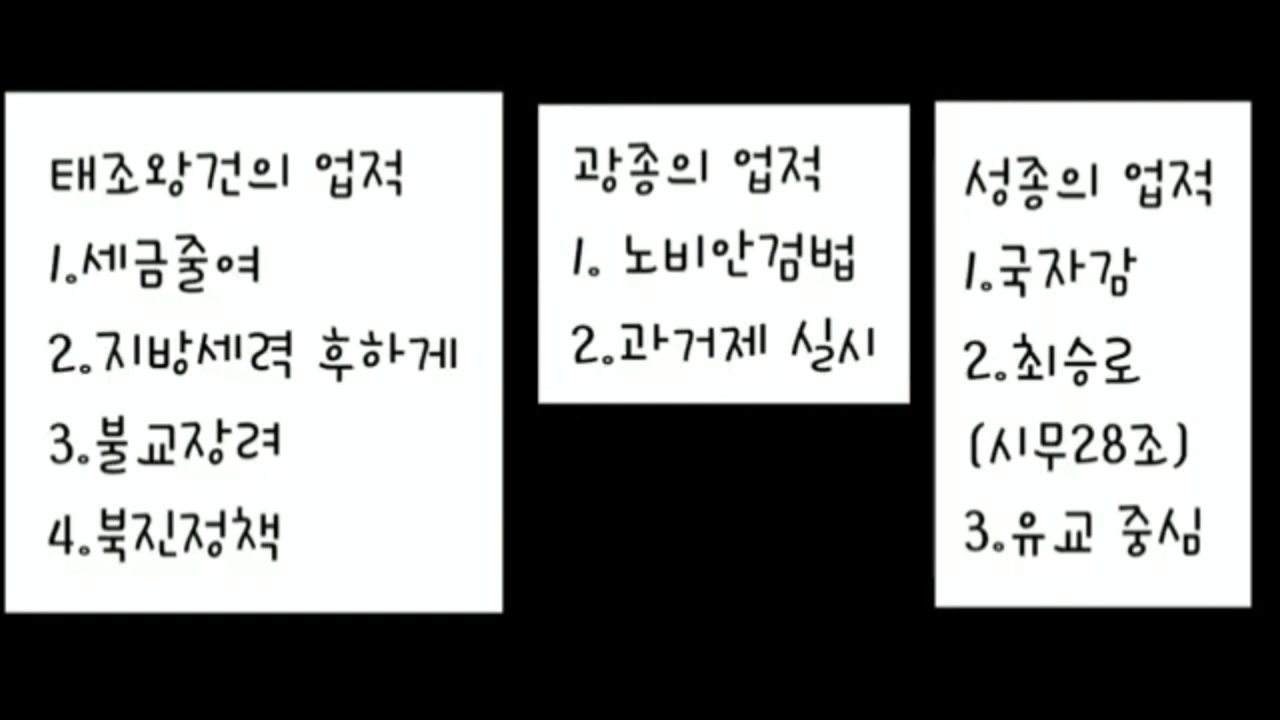 태조왕건의 업적
1.세금줄여
2.지방세력 후하게
3.불교장려
4.북진정책
광종의 업적
1. 노비안검법
2.과거제 실시
성종의 업적
1.국자감
2.최승로
(시무28조)
3.유교 중심